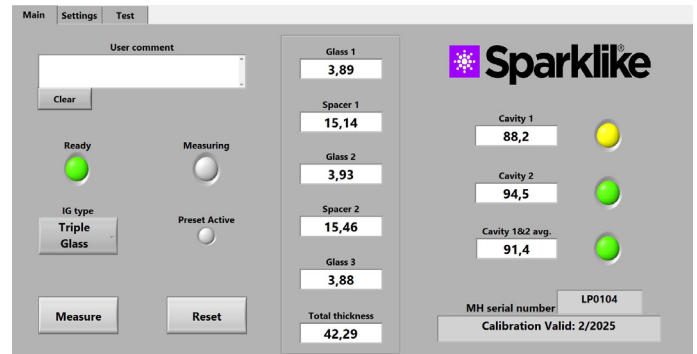 Main Settings Test
User comment
Clear
Ready
Measuring
IG type
Triple
Glass
Preset Active
Measure
Reset
Glass 1
3,89
Spacer 1
15,14
Glass 2
3,93
Spacer 2
15,46
Glass 3
3,88
Total thickness
42,29
Sparklike®
Cavity 1
88,2
Cavity 2
94,5
Cavity 1&2 avg.
91,4
MH serial number LP0104
Calibration Valid: 2/2025